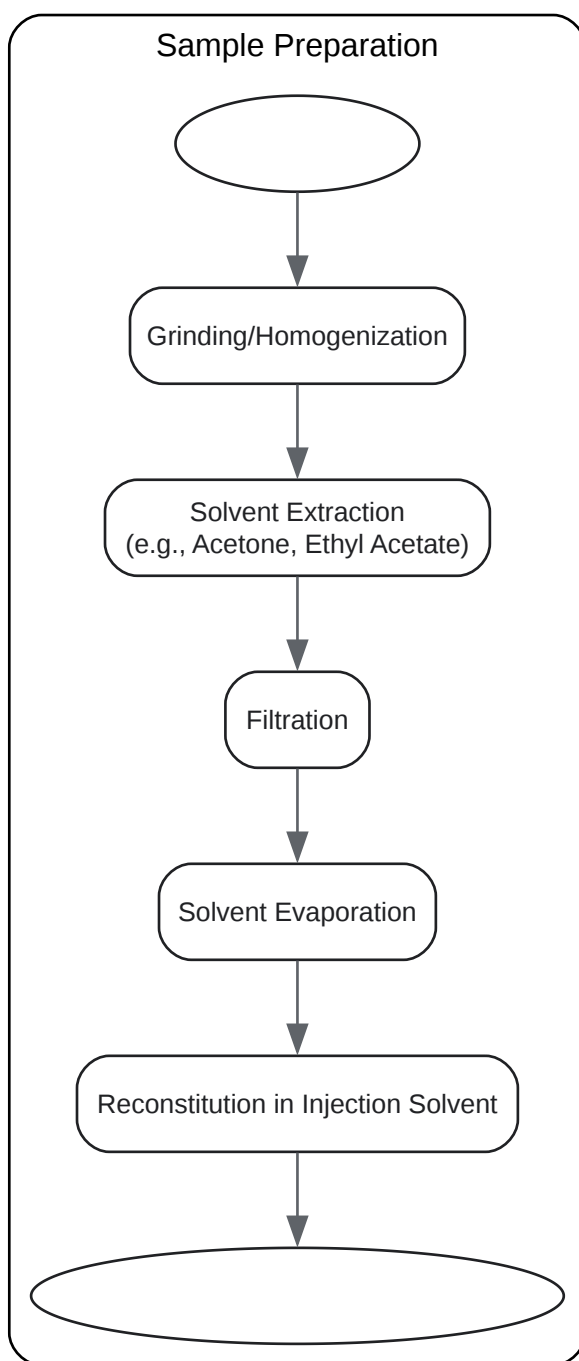 Sample Preparation
Grinding/Homogenization
Solvent Extraction
(e.g., Acetone, Ethyl Acetate)
Filtration
Solvent Evaporation
Reconstitution in Injection Solvent